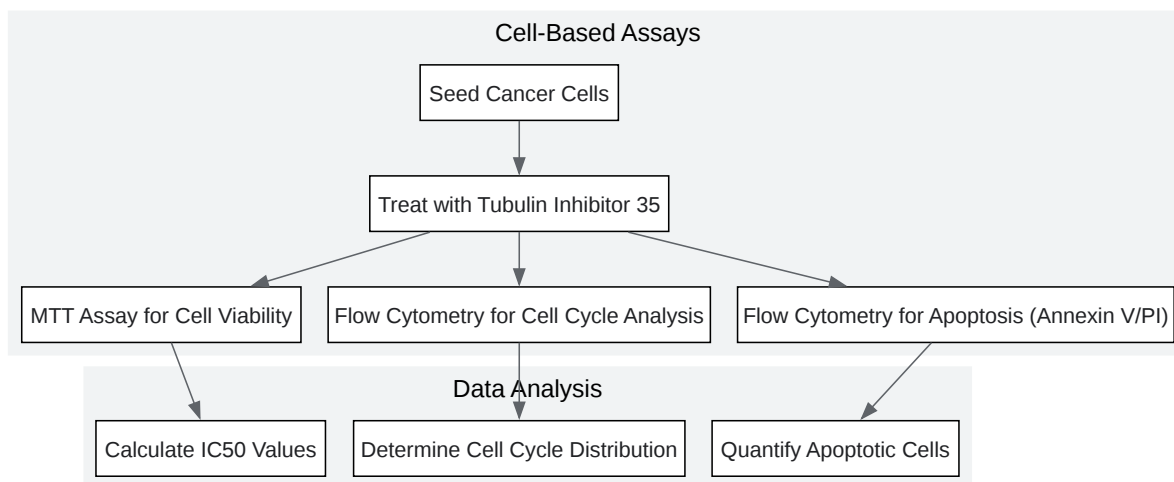 Cell-Based Assays
Seed Cancer Cells
Treat with Tubulin Inhibitor 35
MTT Assay for Cell Viability
Flow Cytometry for Cell Cycle Analysis
Flow Cytometry for Apoptosis (Annexin V/PI)
Data Analysis
Calculate IC50 Values
Determine Cell Cycle Distribution
Quantify Apoptotic Cells